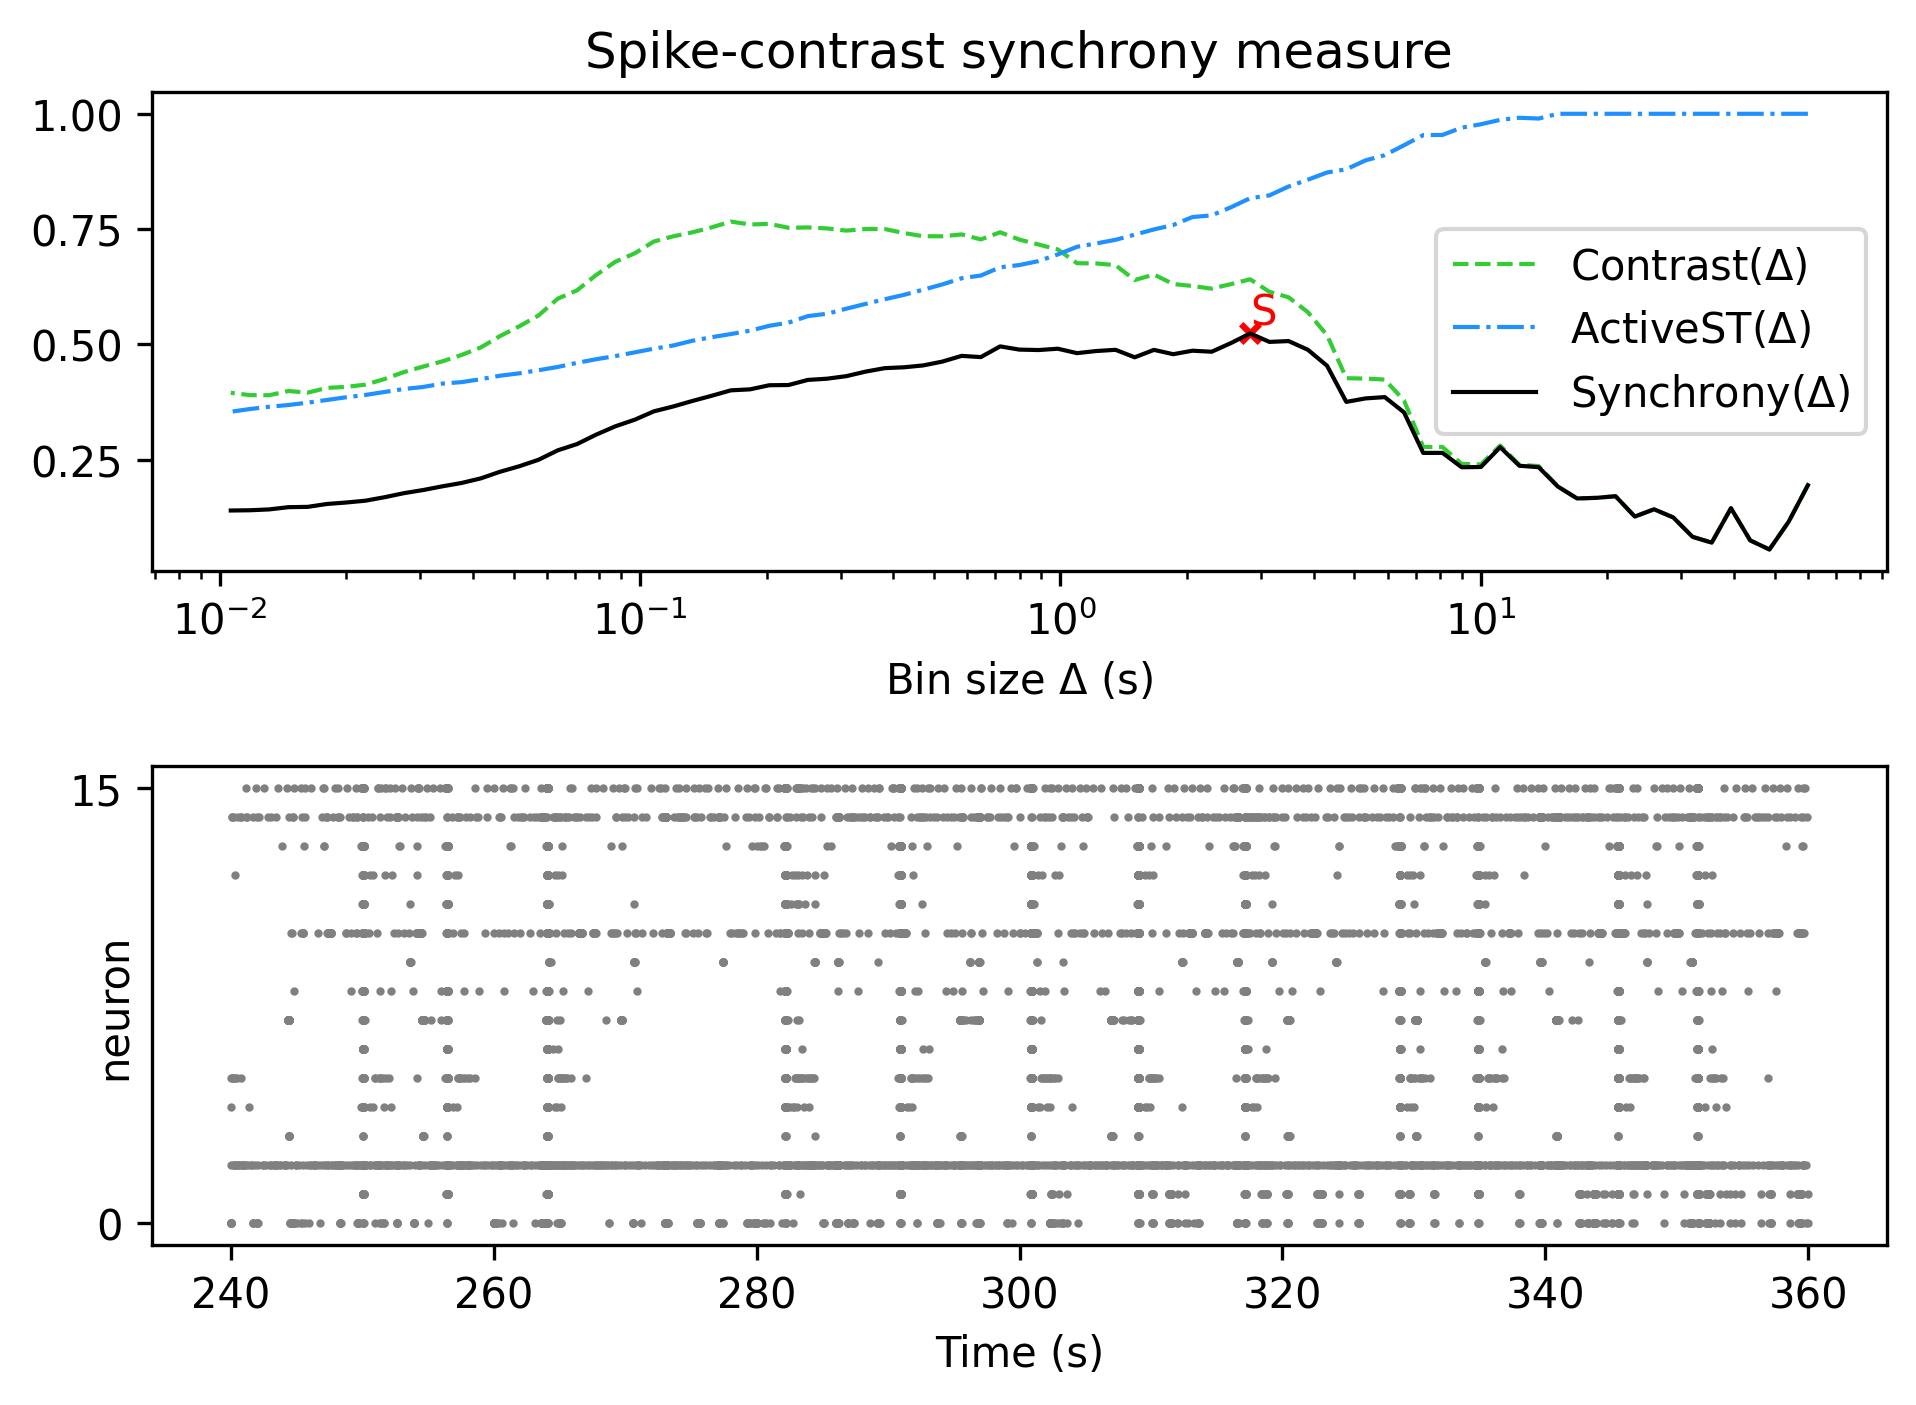 Spike-contrast synchrony measure
1.00
0.75
0.50
0.25
S
Contrast(Δ)
ActiveST(Δ)
Synchrony(Δ)
10⁻² 10⁻¹ 10⁰ 10¹
Bin size Δ (s)
15
neuron
0
240 260 280 300 320 340 360
Time (s)